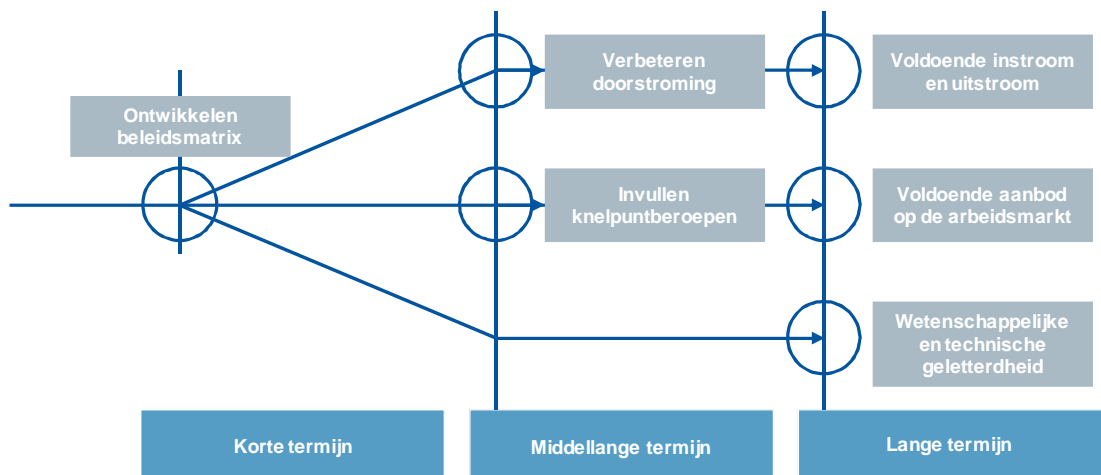 Verbeteren
doorstroming
Voldoende instroom
en uitstroom
Ontwikkelen
beleidsmatrix
Invullen
knelpuntberoepen
Voldoende aanbod
op de arbeidsmarkt
Wetenschappelijke
en technische
geletterdheid
Korte termijn
Middellange termijn
Lange termijn